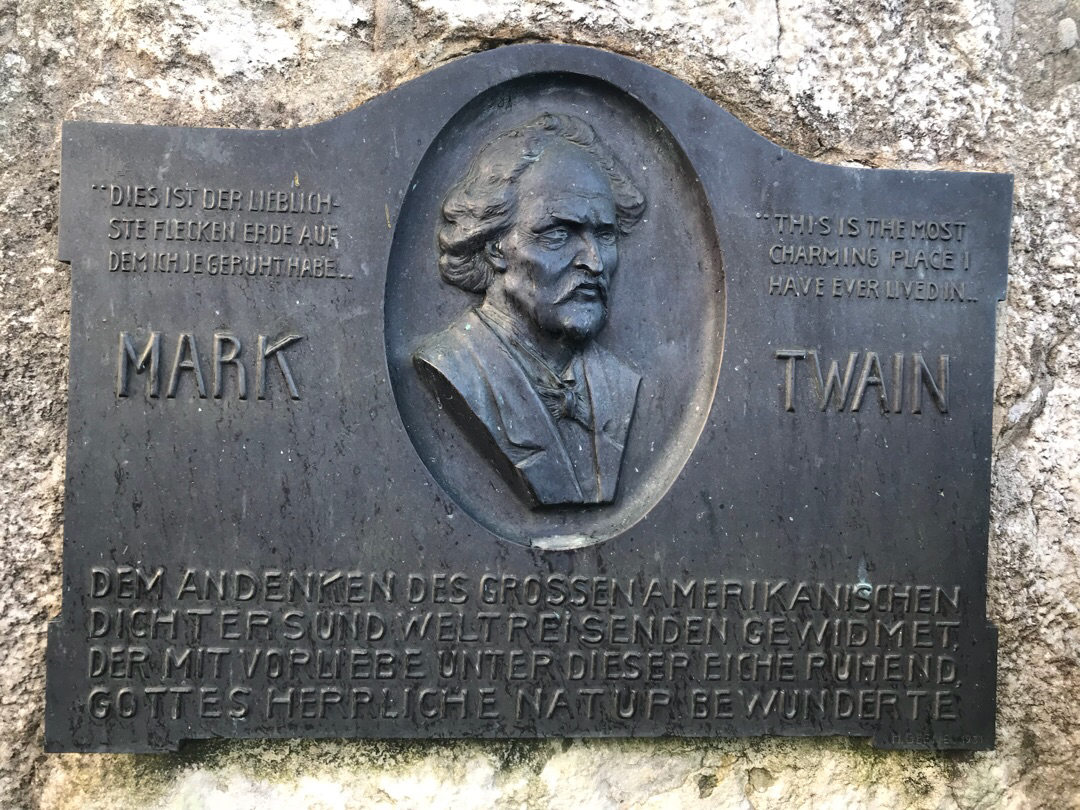 "DIES IST DER LIEBLICH-
STE FLECKEN ERDE AUF
DEM ICH JE GERUHT HABE...
MARK
"THIS IS THE MOST
CHARMING PLACE I
HAVE EVER LIVED IN...
TWAIN
DEM ANDENKEN DES GROSSEN AMERIKANISCHEN
DICHTERS UND WELTREISENDEN GEWIDMET,
DER MIT VORLIEBE UNTER DIESER EICHE RUHEND,
GOTTES HERRLICHE NATUR BEWUNDERTE